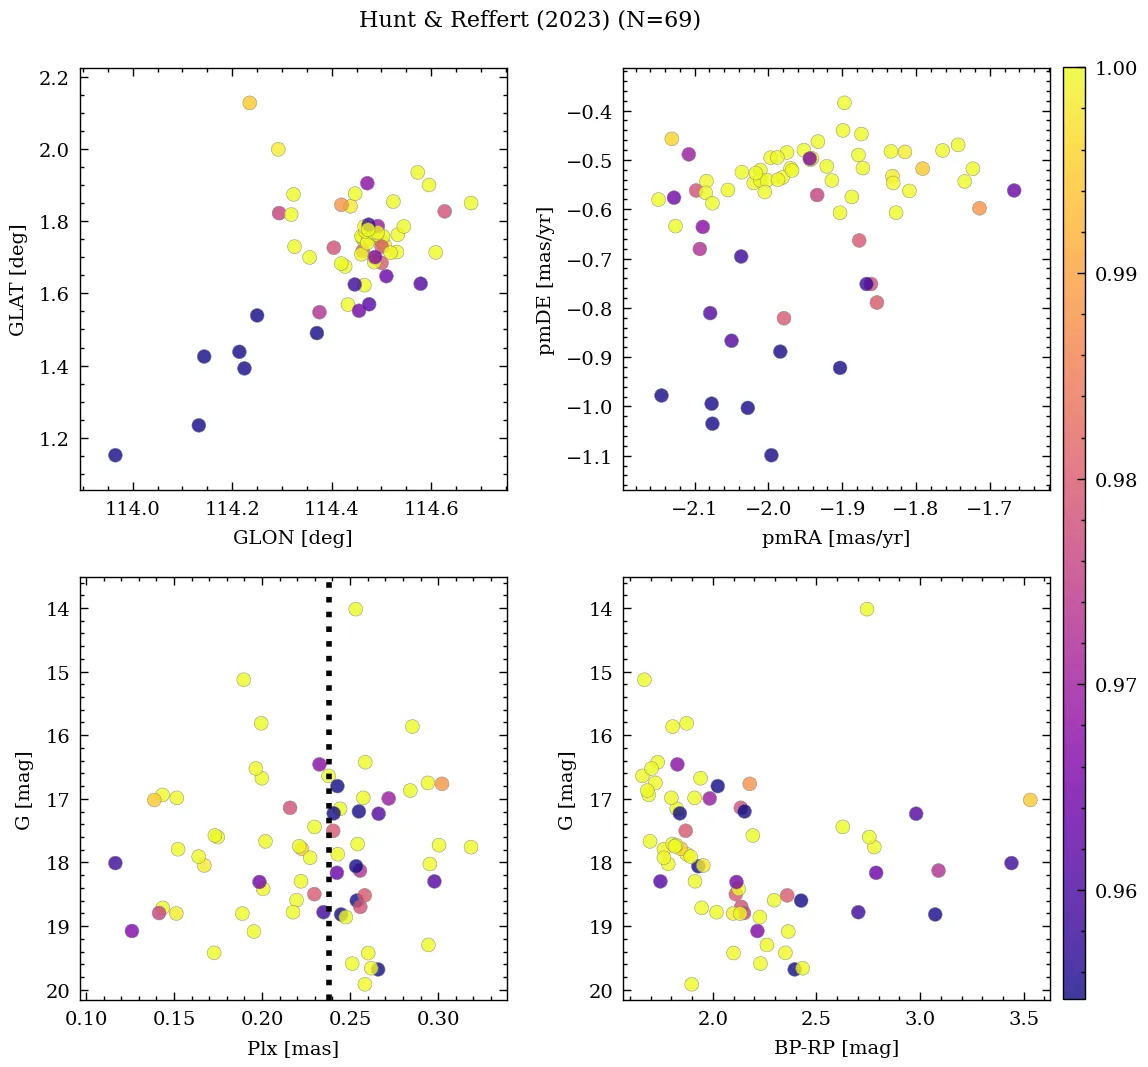 Hunt & Reffert (2023) (N=69)
2.2
2.0
1.8
1.6
1.4
1.2
GLAT [deg]
114.0 114.2 114.4 114.6
GLON [deg]
−0.4
−0.5
−0.6
−0.7
−0.8
−0.9
−1.0
−1.1
pmDE [mas/yr]
−2.1 −2.0 −1.9 −1.8 −1.7
pmRA [mas/yr]
1.00
0.99
0.98
0.97
0.96
14
15
16
17
18
19
20
G [mag]
0.10 0.15 0.20 0.25 0.30
Plx [mas]
14
15
16
17
18
19
20
G [mag]
2.0 2.5 3.0 3.5
BP-RP [mag]